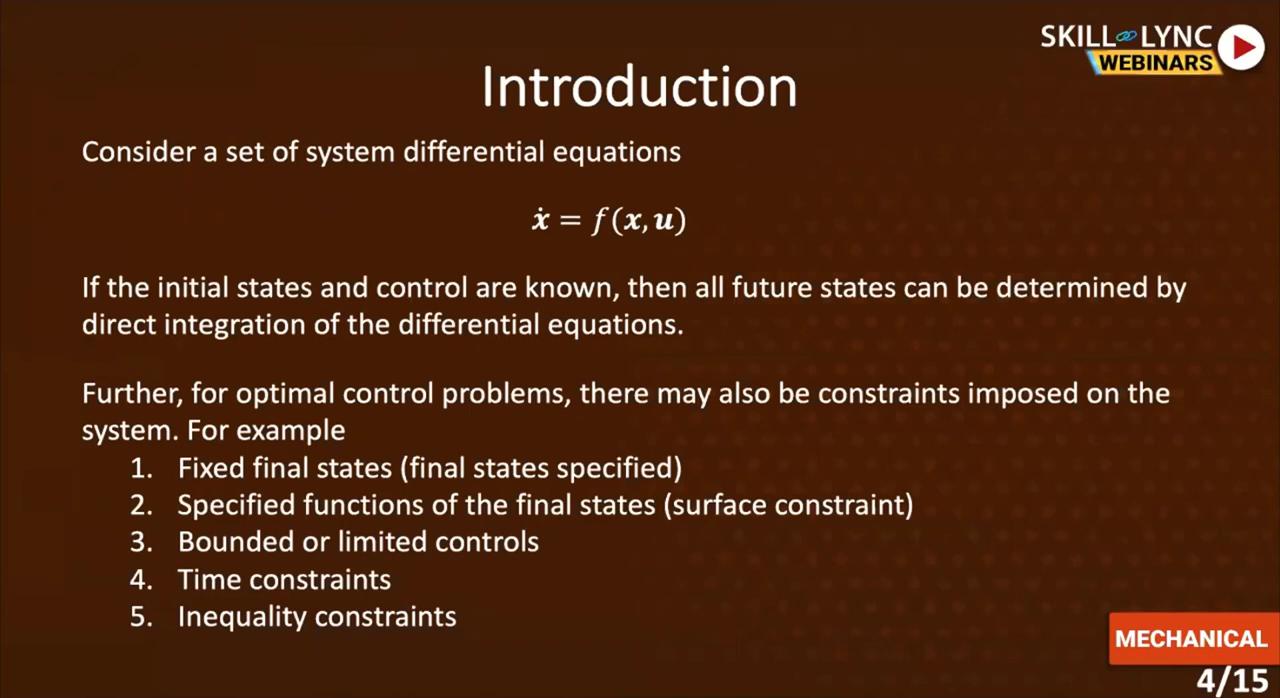 SKILL LYNC
WEBINARS
Introduction
Consider a set of system differential equations
ẋ = f(x, u)
If the initial states and control are known, then all future states can be determined by
direct integration of the differential equations.
Further, for optimal control problems, there may also be constraints imposed on the
system. For example
1. Fixed final states (final states specified)
2. Specified functions of the final states (surface constraint)
3. Bounded or limited controls
4. Time constraints
5. Inequality constraints
MECHANICAL
4/15